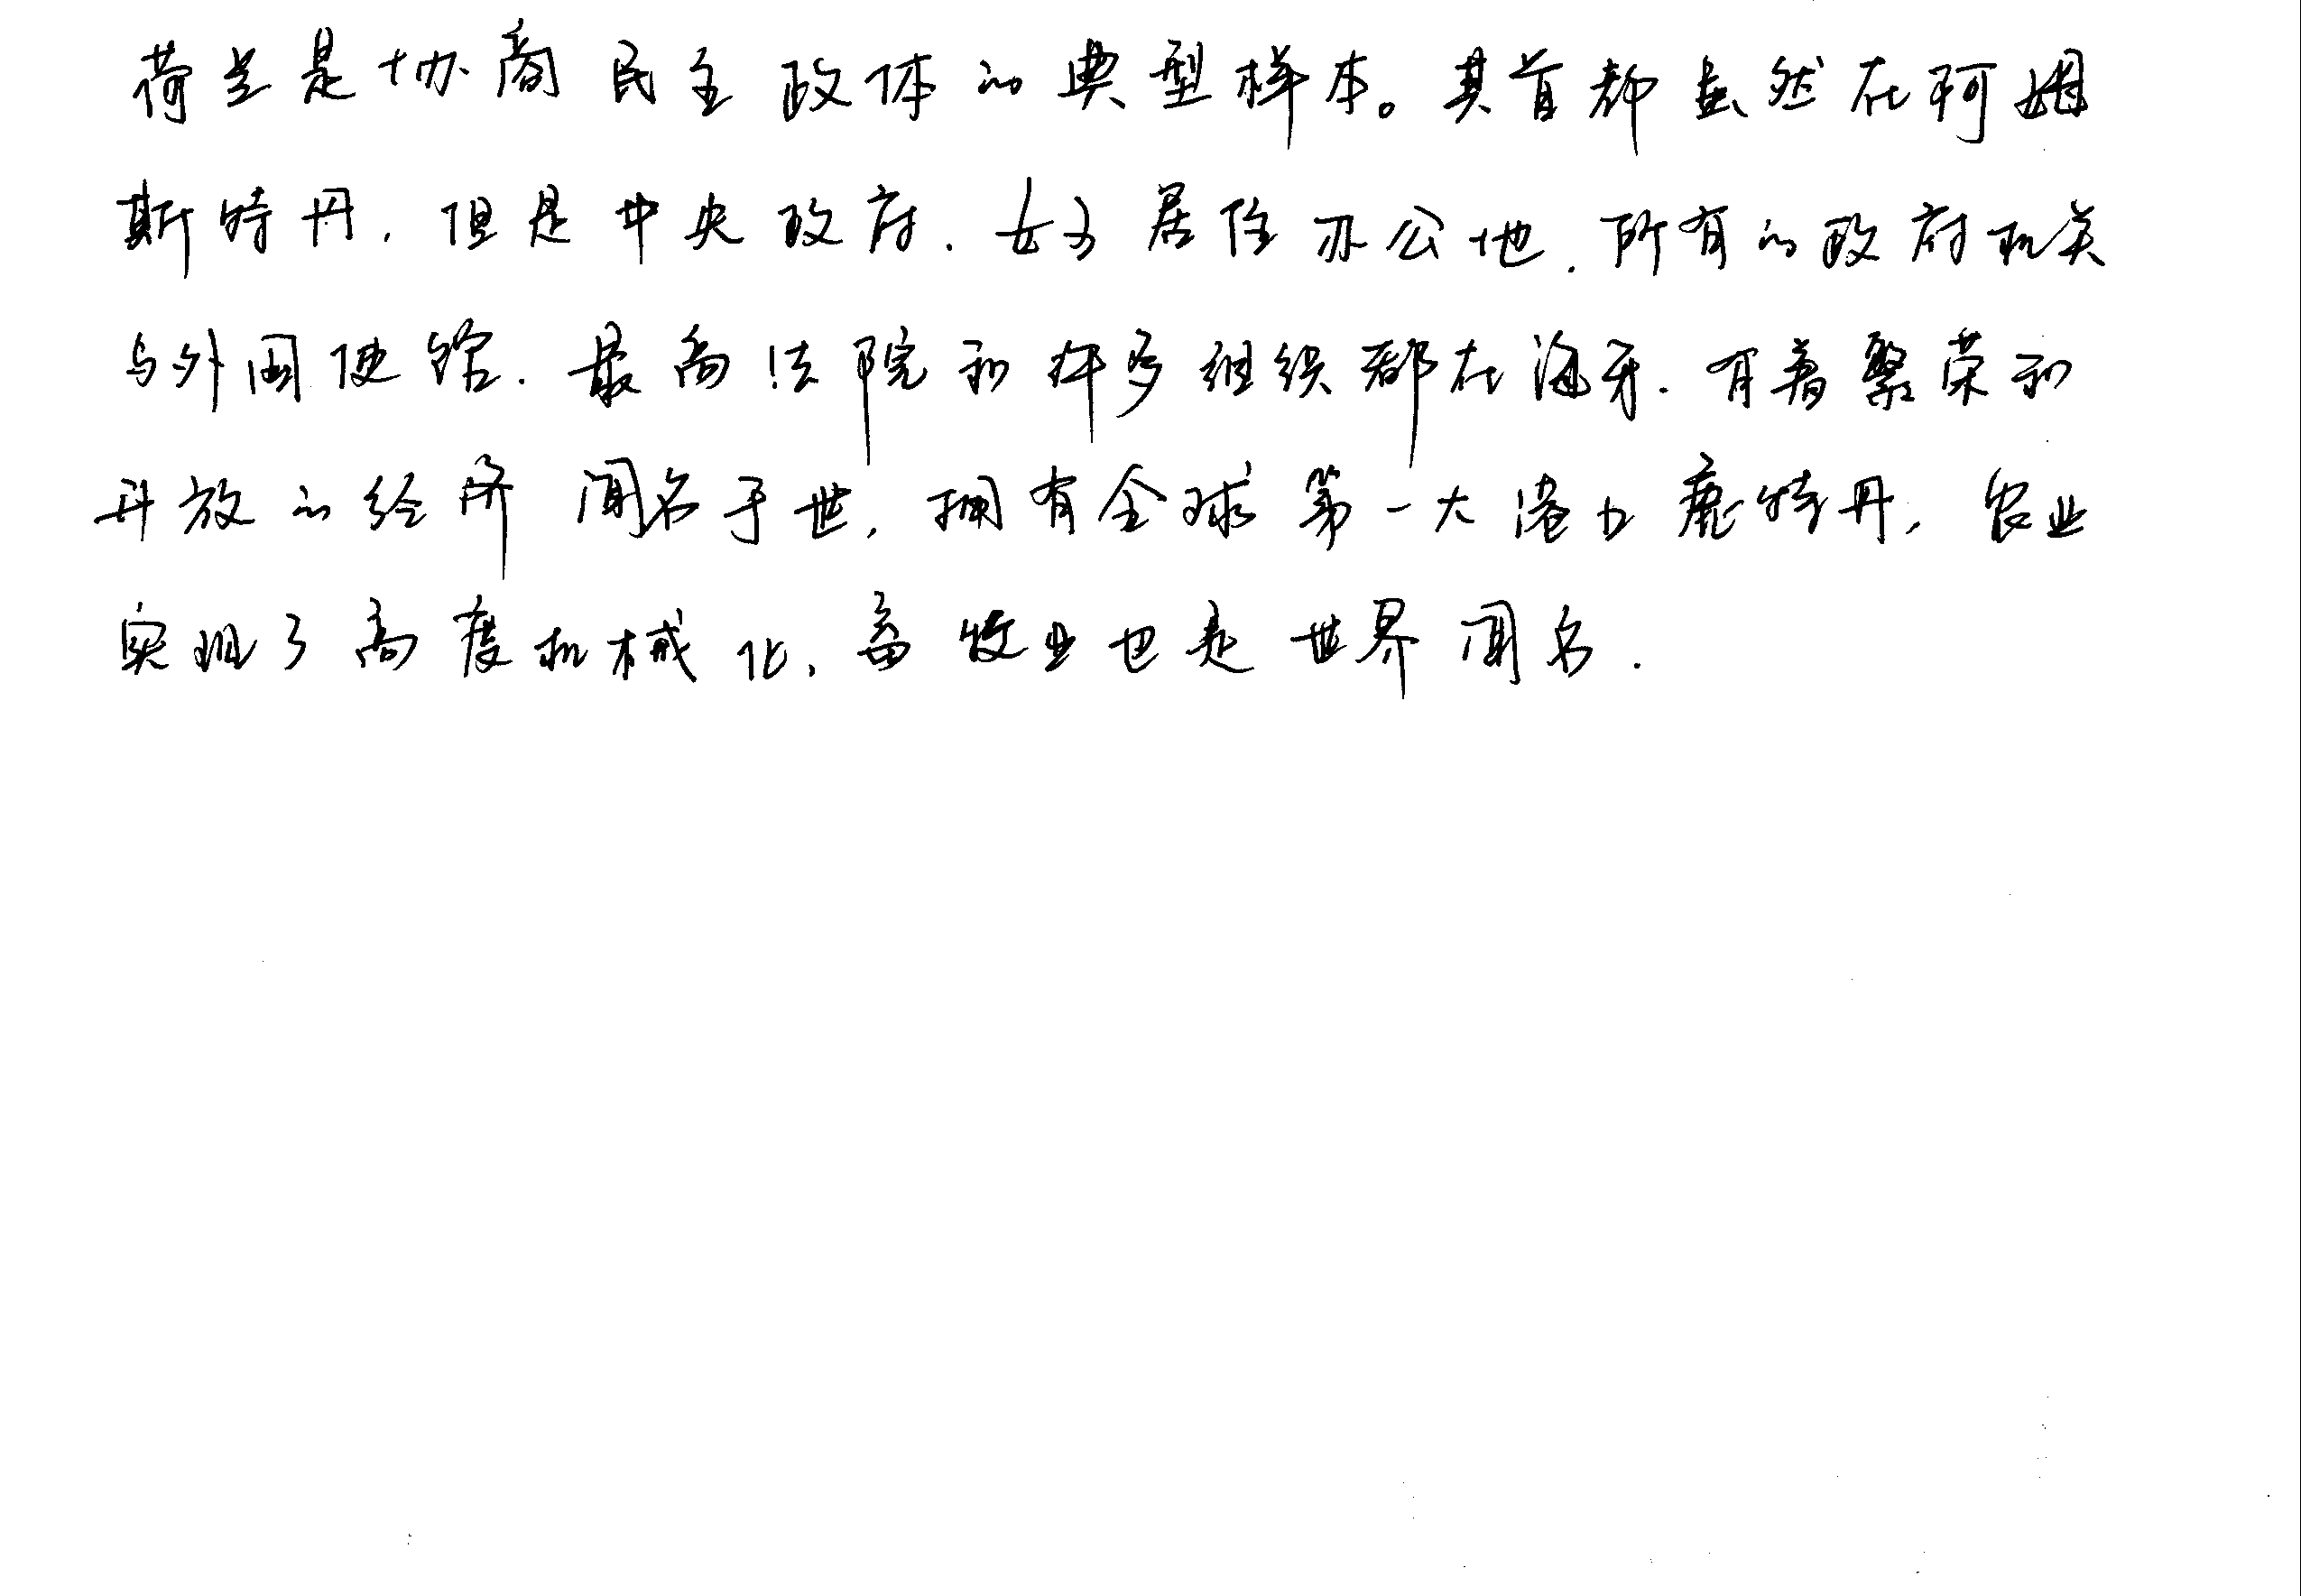 荷兰是协商民主政体的典型样本。其首都虽然在阿姆
斯特丹,但是中央政府.女王居住办公地.所有的政府机关
与外国使馆.最高法院和许多组织都在海牙.有着繁荣和
开放的经济闻名于世,拥有全球第一大港力鹿特丹,农业
实现了高度机械化,畜牧业也是世界闻名.